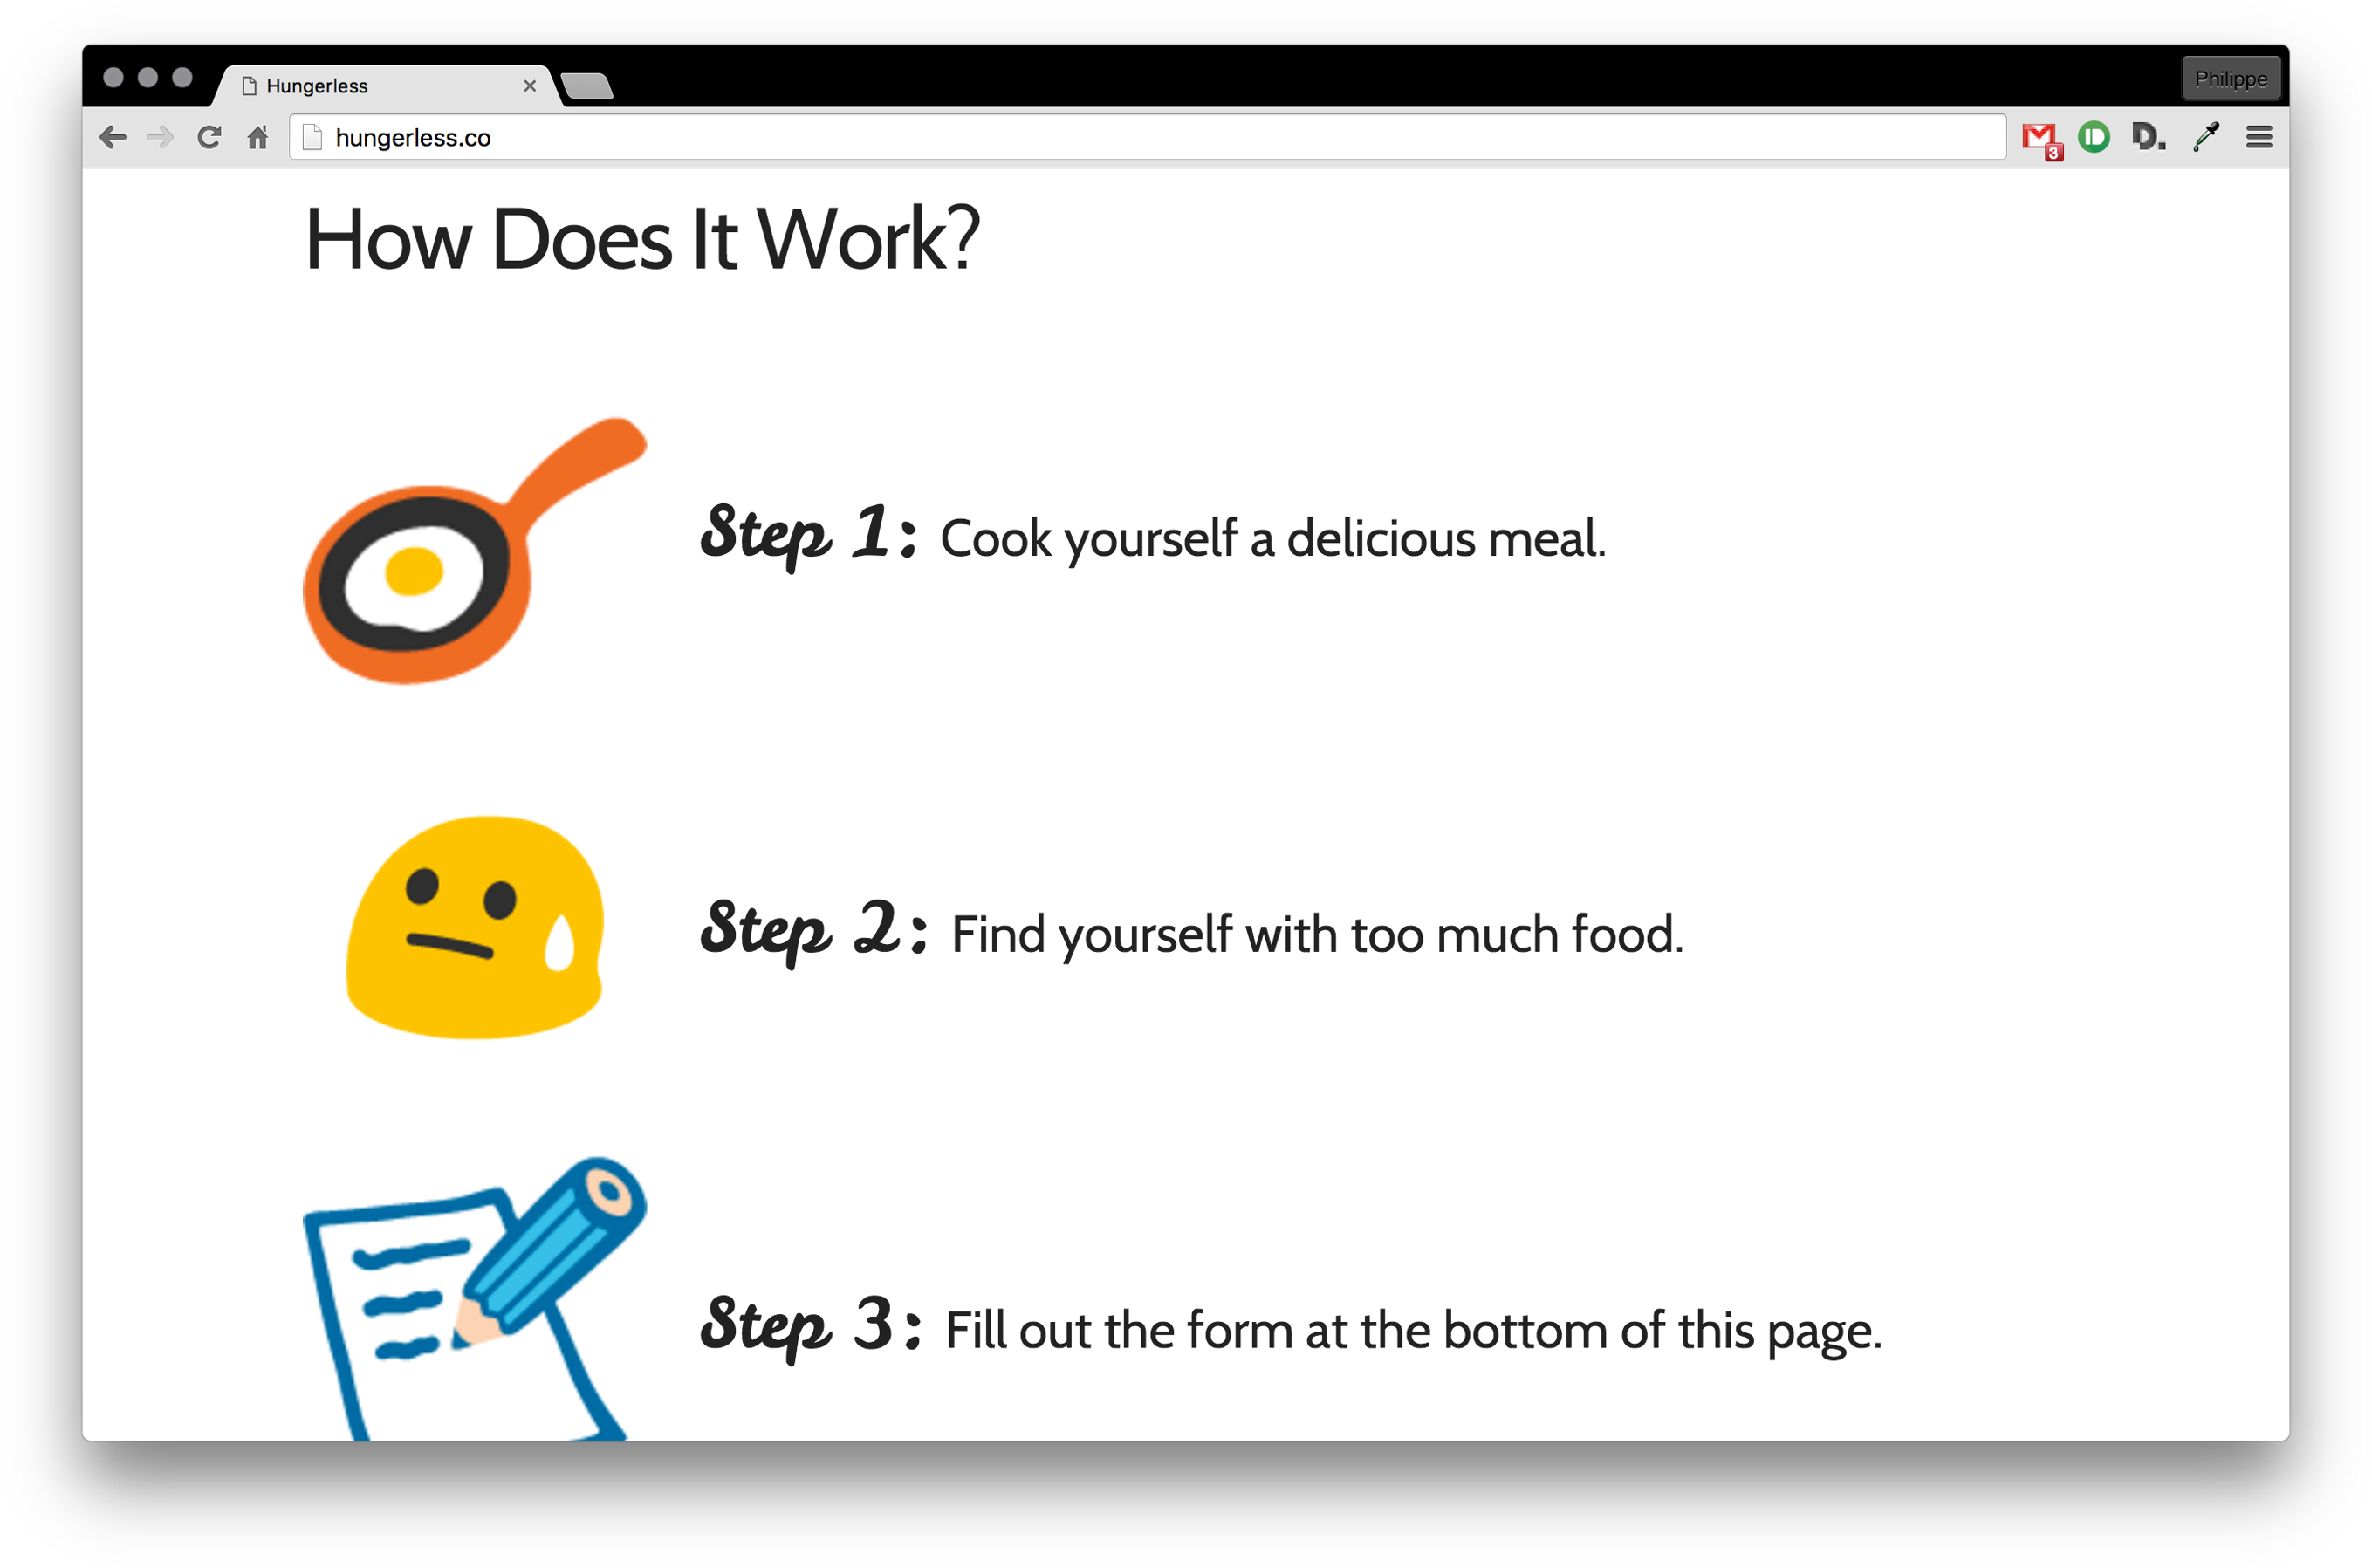 Hungerless
Philippe
hungerless.co
3
How Does It Work?
Step 1: Cook yourself a delicious meal.
Step 2: Find yourself with too much food.
Step 3: Fill out the form at the bottom of this page.